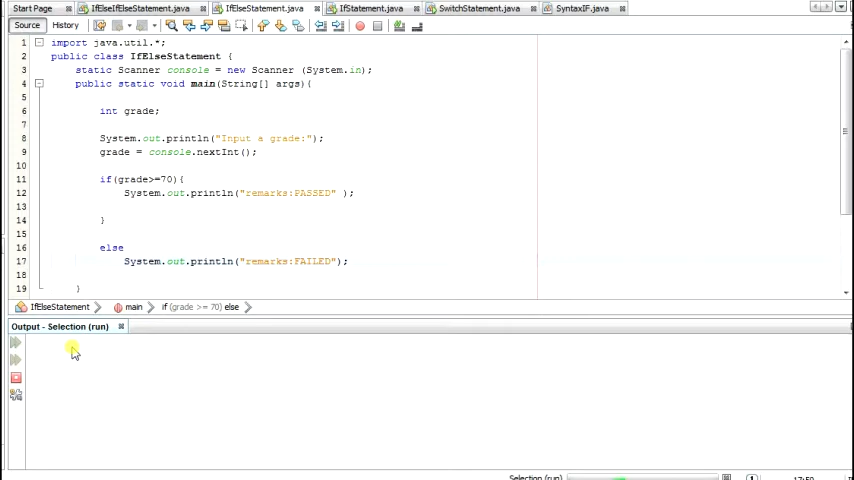 Start Page IfElseIfElseStatement.java IfElseStatement.java IfStatement.java SwitchStatement.java SyntaxIF.java
Source History
1 import java.util.*;
2 public class IfElseStatement {
3 static Scanner console = new Scanner (System.in);
4 public static void main(String[] args){
5
6 int grade;
7
8 System.out.println("Input a grade:");
9 grade = console.nextInt();
10
11 if(grade>=70){
12 System.out.println("remarks:PASSED" );
13
14 }
15
16 else
17 System.out.println("remarks:FAILED");
18
19 }
IfElseStatement main if (grade >= 70) else
Output - Selection (run)
Selection (run) 1 17:50